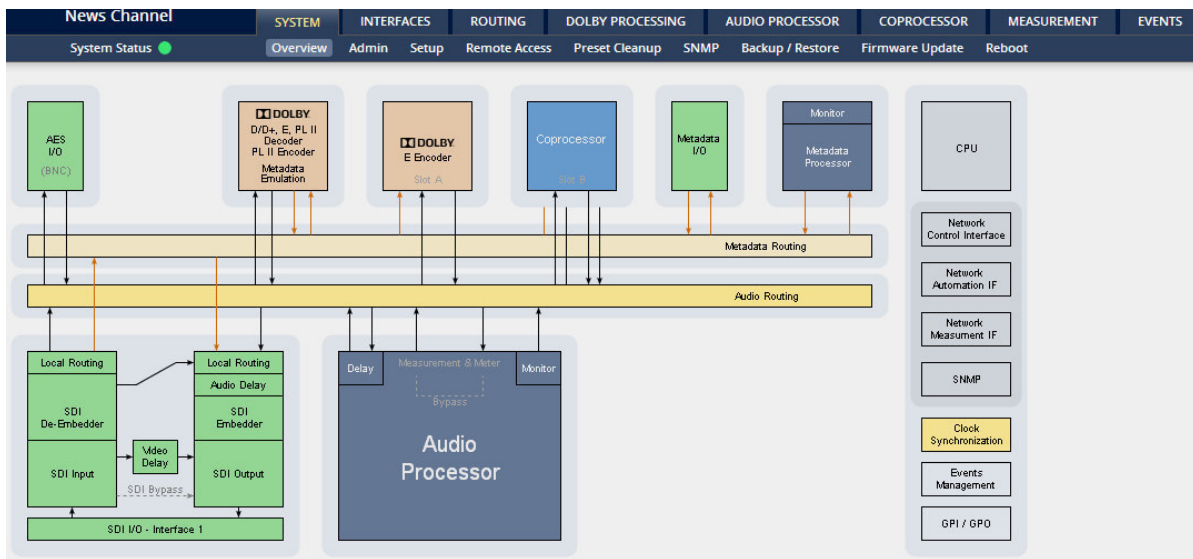 News Channel
SYSTEM INTERFACES ROUTING DOLBY PROCESSING AUDIO PROCESSOR COPROCESSOR MEASUREMENT EVENTS
System Status
Overview Admin Setup Remote Access Preset Cleanup SNMP Backup / Restore Firmware Update Reboot
AES
I/O
(BNC)
DOLBY
D/D+, E, PL II
Decoder
PL II Encoder
Metadata
Emulation
DOLBY
E Encoder
Slot A
Coprocessor
Slot B
Metadata
I/O
Monitor
Metadata
Processor
CPU
Metadata Routing
Audio Routing
Network
Control Interface
Network
Automation IF
Network
Measurment IF
SNMP
Clock
Synchronization
Events
Management
GPI / GPO
Local Routing
SDI
De-Embedder
SDI Input
Video
Delay
SDI Bypass
Local Routing
Audio Delay
SDI
Embedder
SDI Output
SDI I/O - Interface 1
Delay
Measurement & Meter
Monitor
Bypass
Audio
Processor